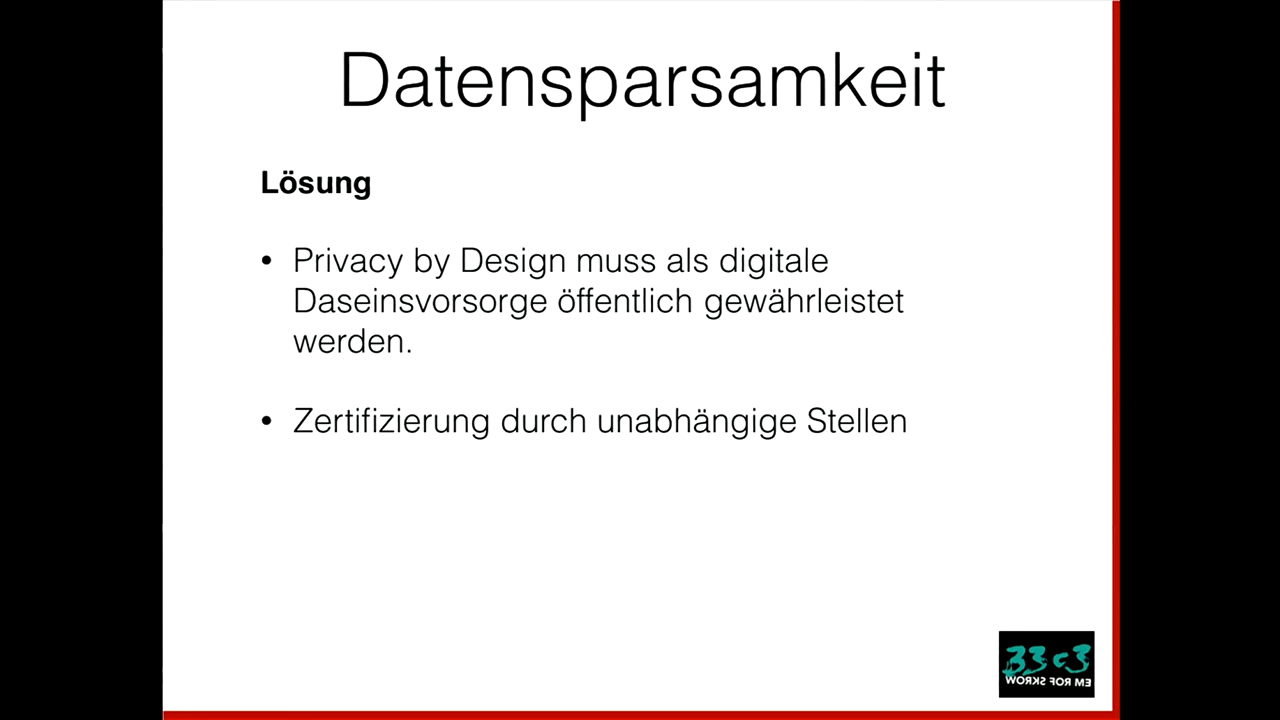 Datensparsamkeit
Lösung
• Privacy by Design muss als digitale
Daseinsvorsorge öffentlich gewährleistet
werden.
• Zertifizierung durch unabhängige Stellen
33c3
WORKS FOR ME